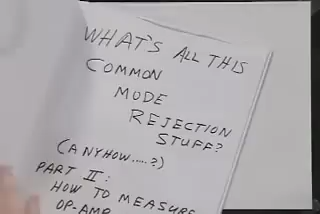 WHAT'S ALL THIS
COMMON
MODE
REJECTION
STUFF?
(ANYHOW.....?)
PART II:
HOW TO MEASURE
OP-AMP